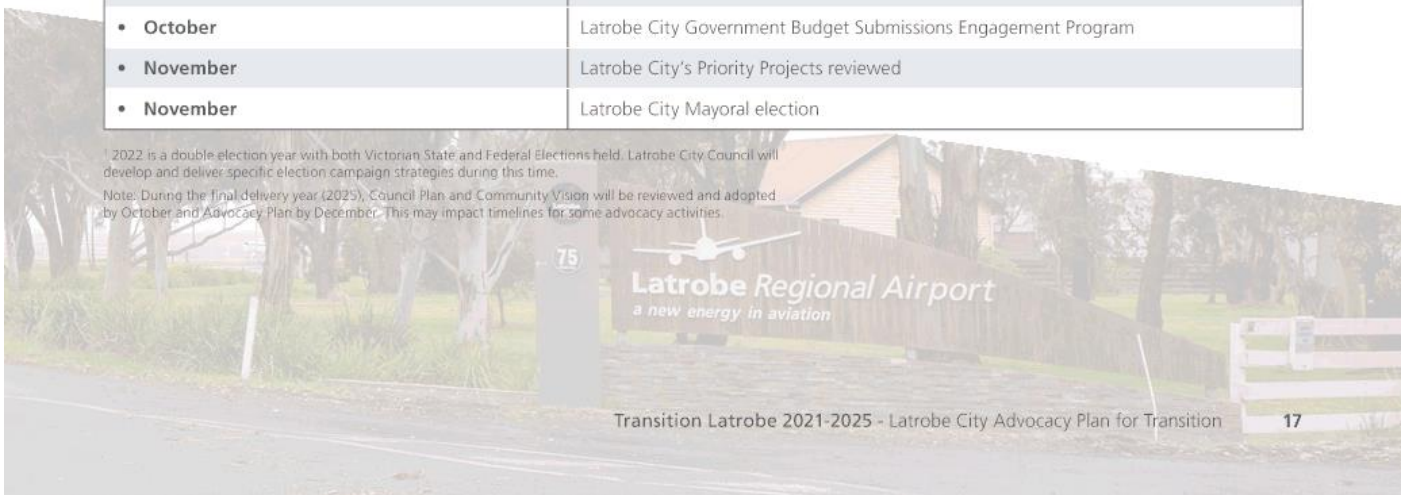 • October Latrobe City Government Budget Submissions Engagement Program
• November Latrobe City's Priority Projects reviewed
• November Latrobe City Mayoral election
¹ 2022 is a double election year with both Victorian State and Federal Elections held. Latrobe City Council will
develop and deliver specific election campaign strategies during this time.
Note: During the final delivery year (2025), Council Plan and Community Vision will be reviewed and adopted
by October and Advocacy Plan by December. This may impact timelines for some advocacy activities.
75
Latrobe Regional Airport
a new energy in aviation
Transition Latrobe 2021-2025 - Latrobe City Advocacy Plan for Transition 17